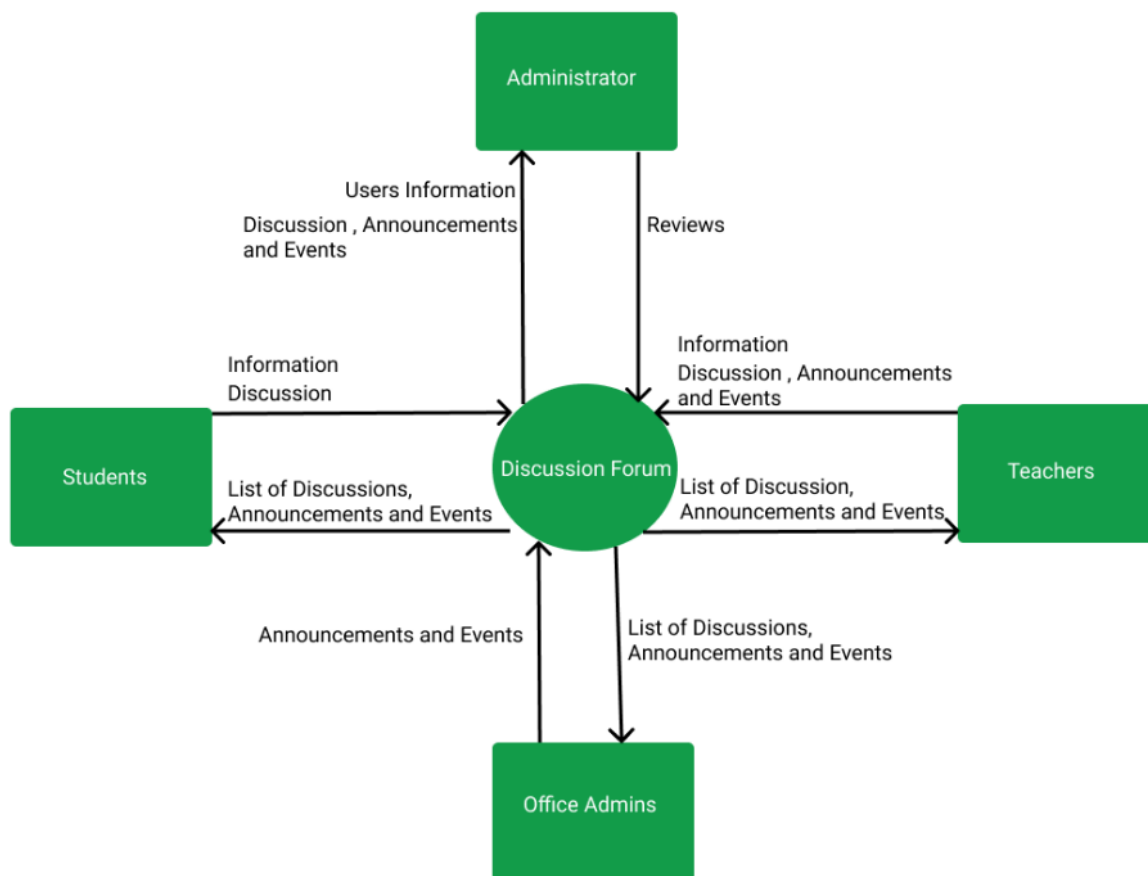 Administrator
Users Information
Discussion , Announcements
and Events
Reviews
Information
Discussion
Information
Discussion , Announcements
and Events
Students
Discussion Forum
Teachers
List of Discussions,
Announcements and Events
List of Discussion,
Announcements and Events
Announcements and Events
List of Discussions,
Announcements and Events
Office Admins